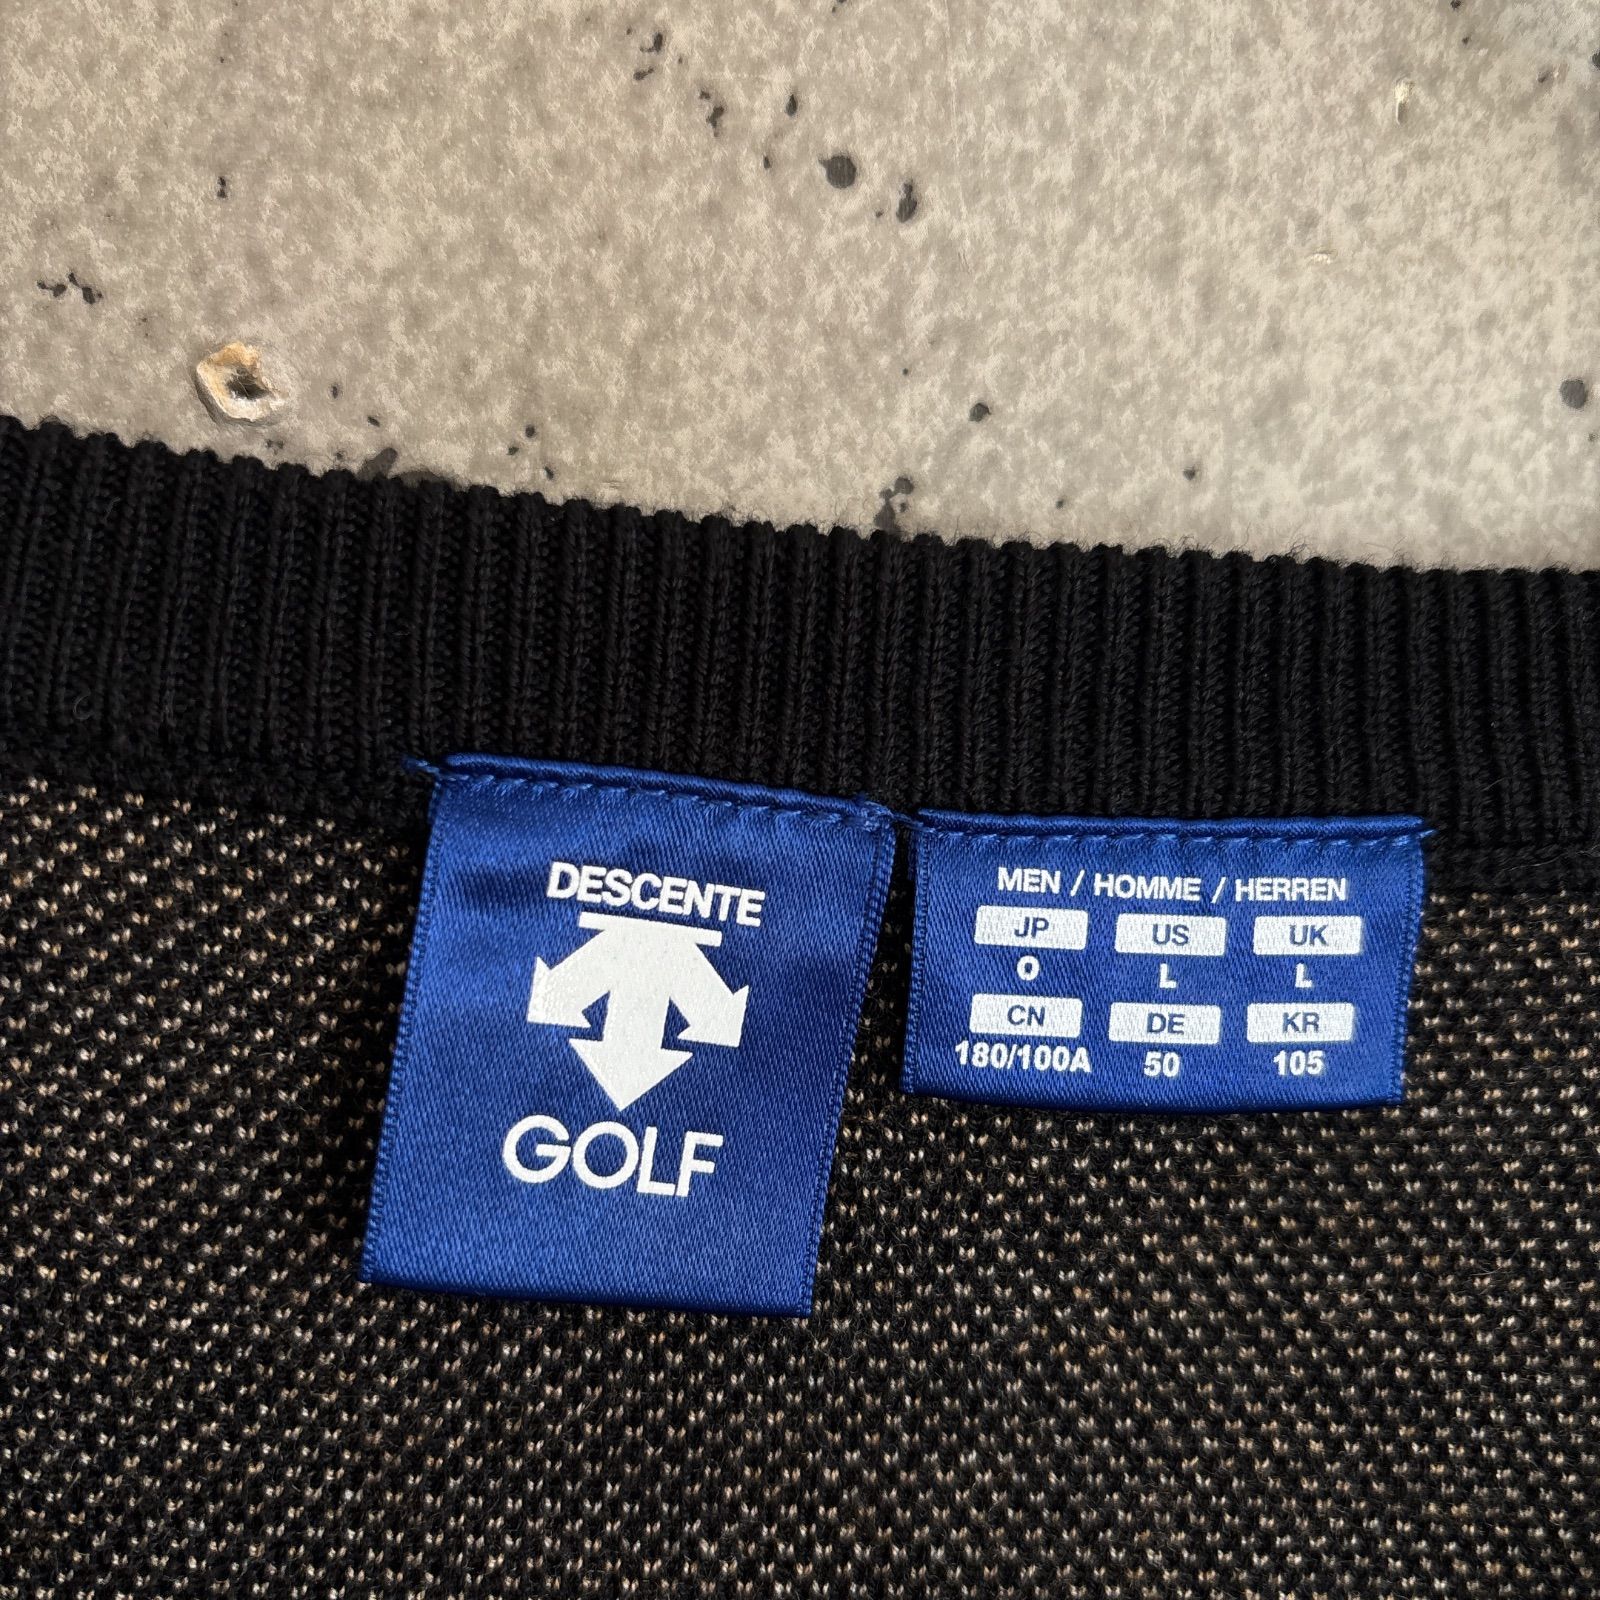 DESCENTE
GOLF
MEN / HOMME / HERREN
JP US UK
O L L
CN DE KR
180/100A 50 105